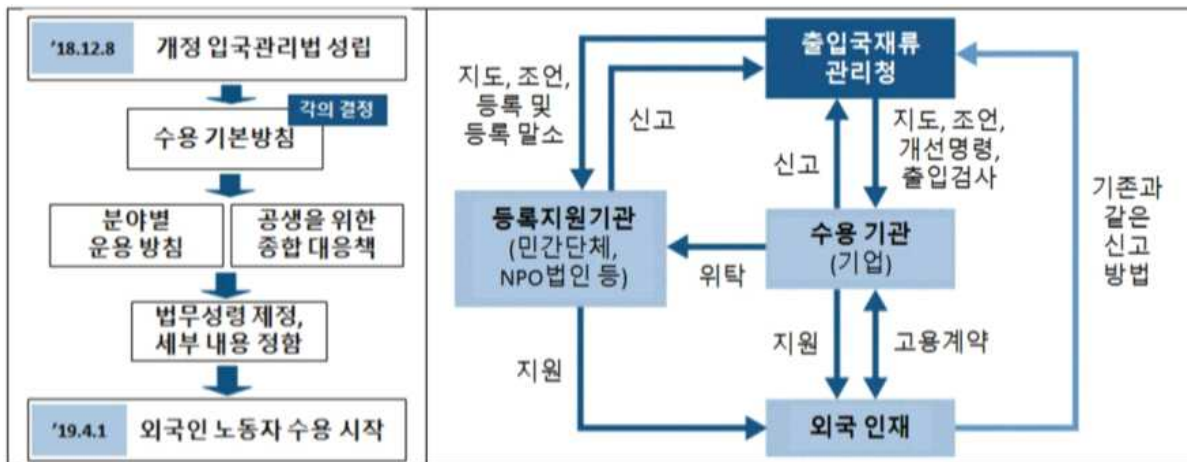 '18.12.8
개정 입국관리법 성립
각의 결정
수용 기본방침
분야별
운용 방침
공생을 위한
종합 대응책
법무성령 제정,
세부 내용 정함
'19.4.1
외국인 노동자 수용 시작
출입국재류
관리청
지도, 조언,
등록 및
등록 말소
신고
신고
지도, 조언,
개선명령,
출입검사
기존과
같은
신고
방법
등록지원기관
(민간단체,
NPO법인 등)
위탁
수용 기관
(기업)
지원
지원
고용계약
외국 인재